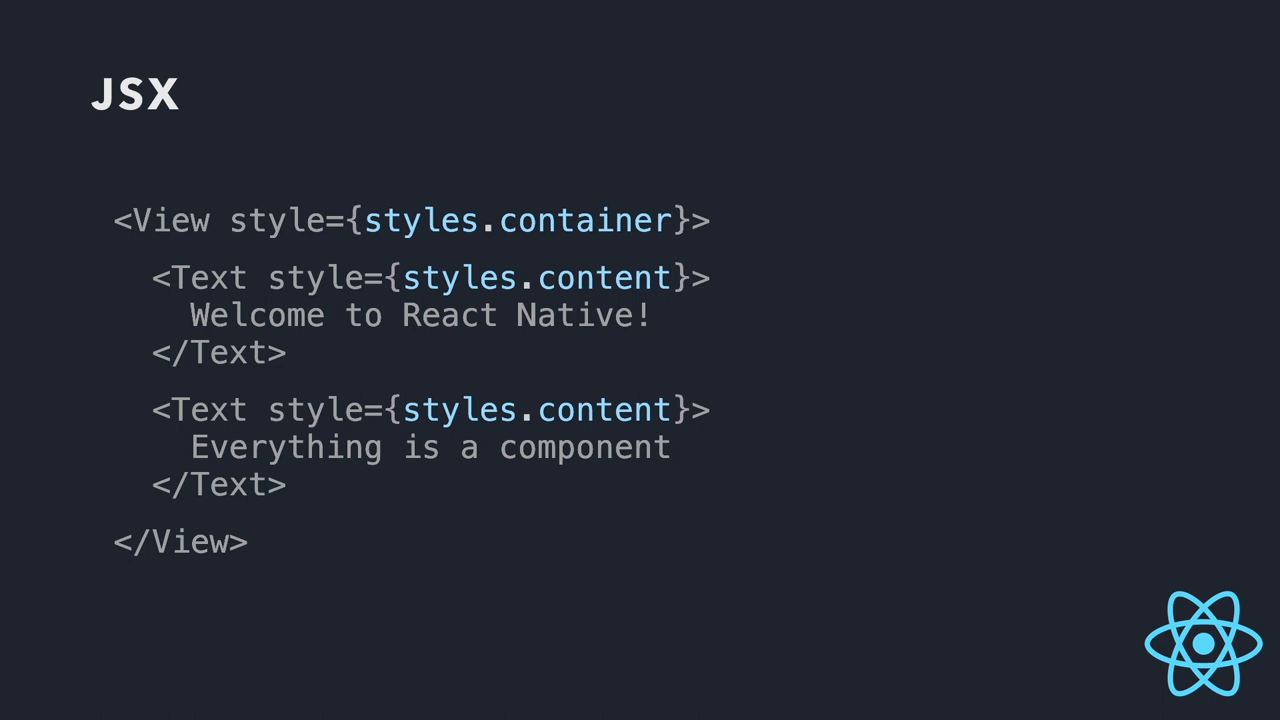 JSX
<View style={styles.container}>
<Text style={styles.content}>
Welcome to React Native!
</Text>
<Text style={styles.content}>
Everything is a component
</Text>
</View>